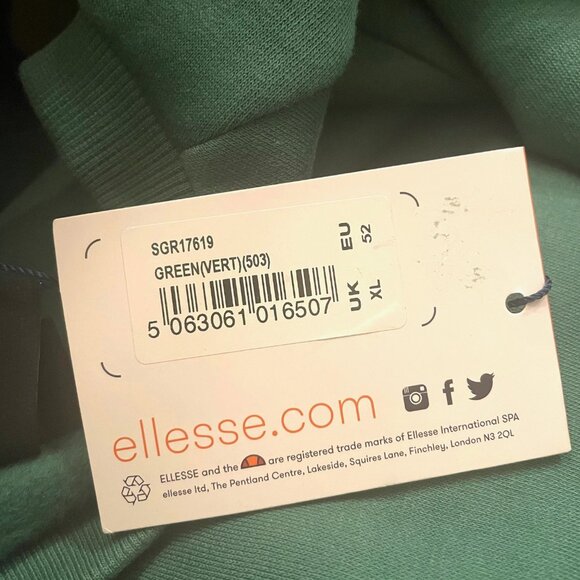 SGR17619
GREEN(VERT)(503)
5 063061 016507
EU 52
UK XL
ellesse.com
ELLESSE and the are registered trade marks of Ellesse International SPA
ellesse ltd, The Pentland Centre, Lakeside, Squires Lane, Finchley, London N3 2QL